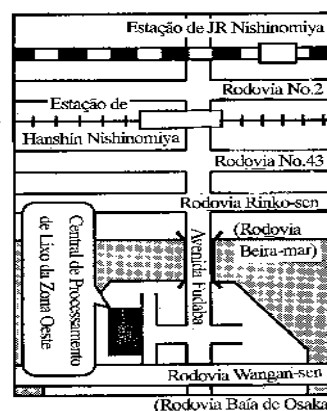 Estação de JR Nishinomiya
Rodovia No.2
Estação de
Hanshin Nishinomiya
Rodovia No.43
Rodovia Rinko-sen
(Rodovia
Beira-mar)
Avenida Fudaba
Central de Processamento
de Lixo da Zona Oeste
Rodovia Wangan-sen
(Rodovia Baía de Osaka